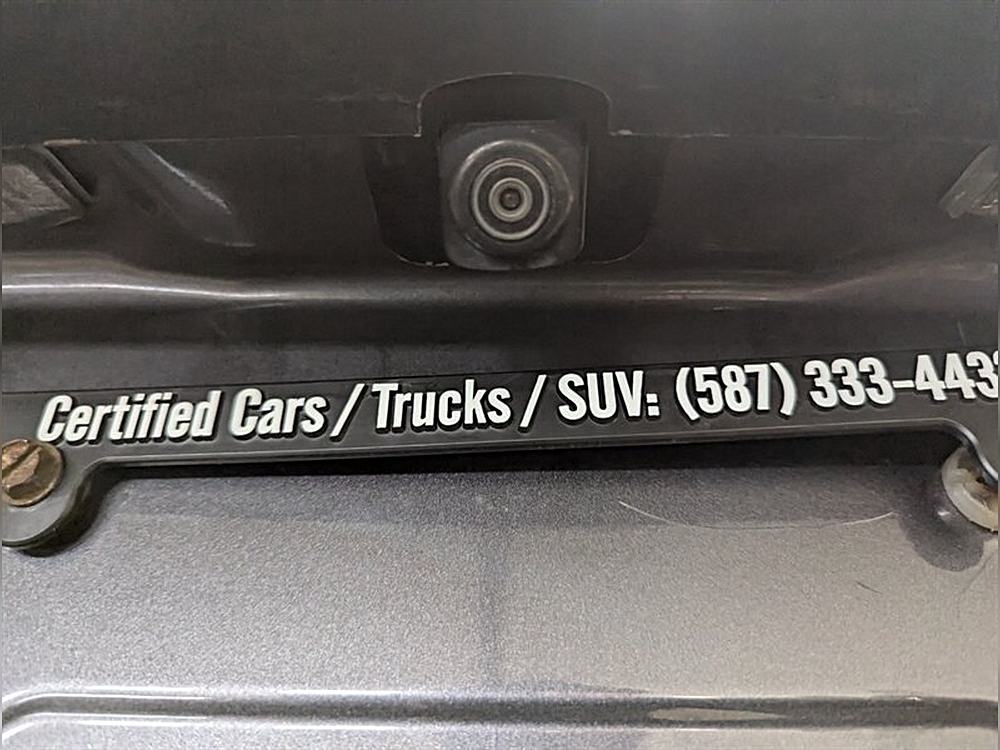 Certified Cars / Trucks / SUV: (587) 333-443